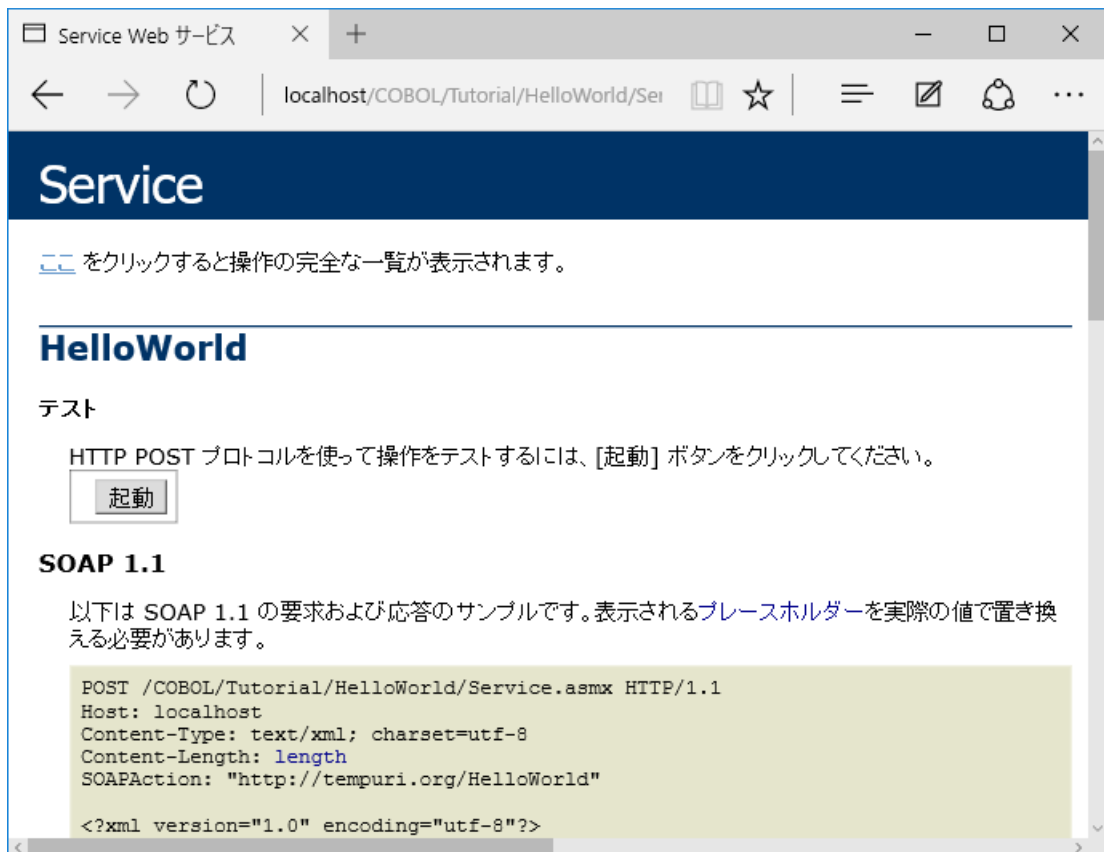 Service Web サービス
localhost/COBOL/Tutorial/HelloWorld/Ser
Service
ここ をクリックすると操作の完全な一覧が表示されます。
HelloWorld
テスト
HTTP POST プロトコルを使って操作をテストするには、[起動] ボタンをクリックしてください。
起動
SOAP 1.1
以下は SOAP 1.1 の要求および応答のサンプルです。表示されるプレースホルダーを実際の値で置き換
える必要があります。
POST /COBOL/Tutorial/HelloWorld/Service.asmx HTTP/1.1
Host: localhost
Content-Type: text/xml; charset=utf-8
Content-Length: length
SOAPAction: "http://tempuri.org/HelloWorld"
<?xml version="1.0" encoding="utf-8"?>